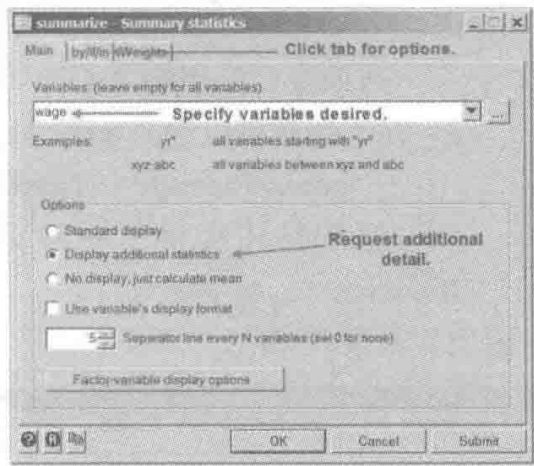 summarize - Summary statistics
Main by/if/in Weights Click tab for options.
Variables: (leave empty for all variables)
wage Specify variables desired. ...
Examples: yr* all variables starting with "yr"
xyz-abc all variables between xyz and abc
Options
Standard display
Display additional statistics Request additional
detail.
No display; just calculate mean
Use variable's display format
5 Separator line every N variables (set 0 for none)
Factor-variable display options
OK Cancel Submit